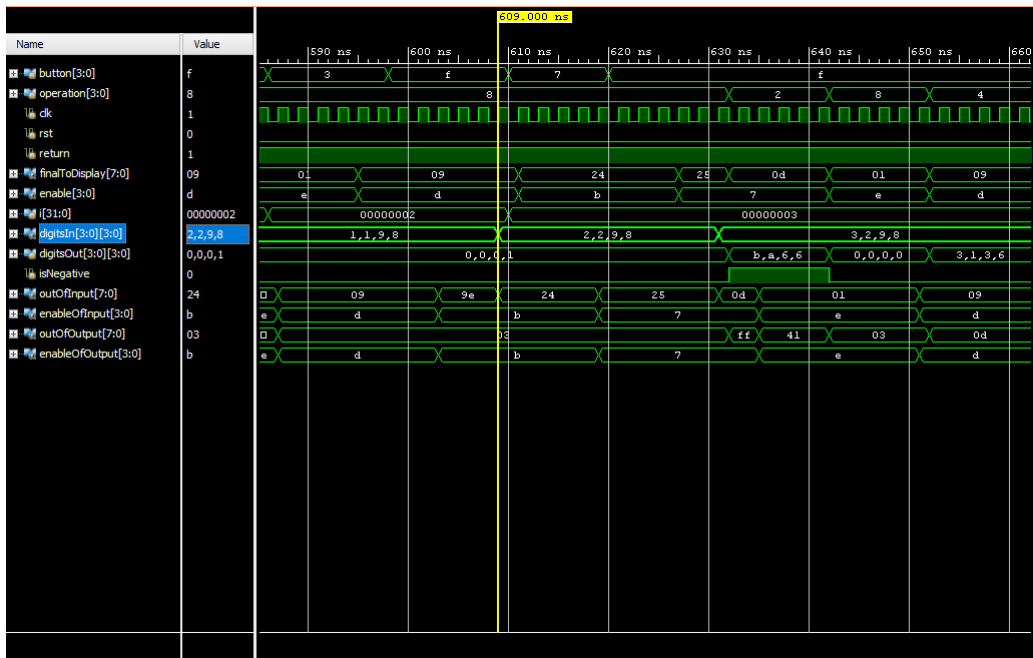 609.000 ns
Name Value
590 ns 600 ns 610 ns 620 ns 630 ns 640 ns 650 ns 660
button[3:0] f 3 f 7 f
operation[3:0] 8 8 2 8 4
clk 1
rst 0
return 1
finalToDisplay[7:0] 09 01 09 24 25 0d 01 09
enable[3:0] d e d b 7 e d
i[31:0] 00000002 00000002 00000003
digitsIn[3:0][3:0] 2,2,9,8 1,1,9,8 2,2,9,8 3,2,9,8
digitsOut[3:0][3:0] 0,0,0,1 0,0,0,1 b,a,6,6 0,0,0,0 3,1,3,6
isNegative 0
outOfInput[7:0] 24 09 9e 24 25 0d 01 09
enableOfInput[3:0] b e d b 7 e d
outOfOutput[7:0] 03 03 ff 41 03 0d
enableOfOutput[3:0] b e d b 7 e d